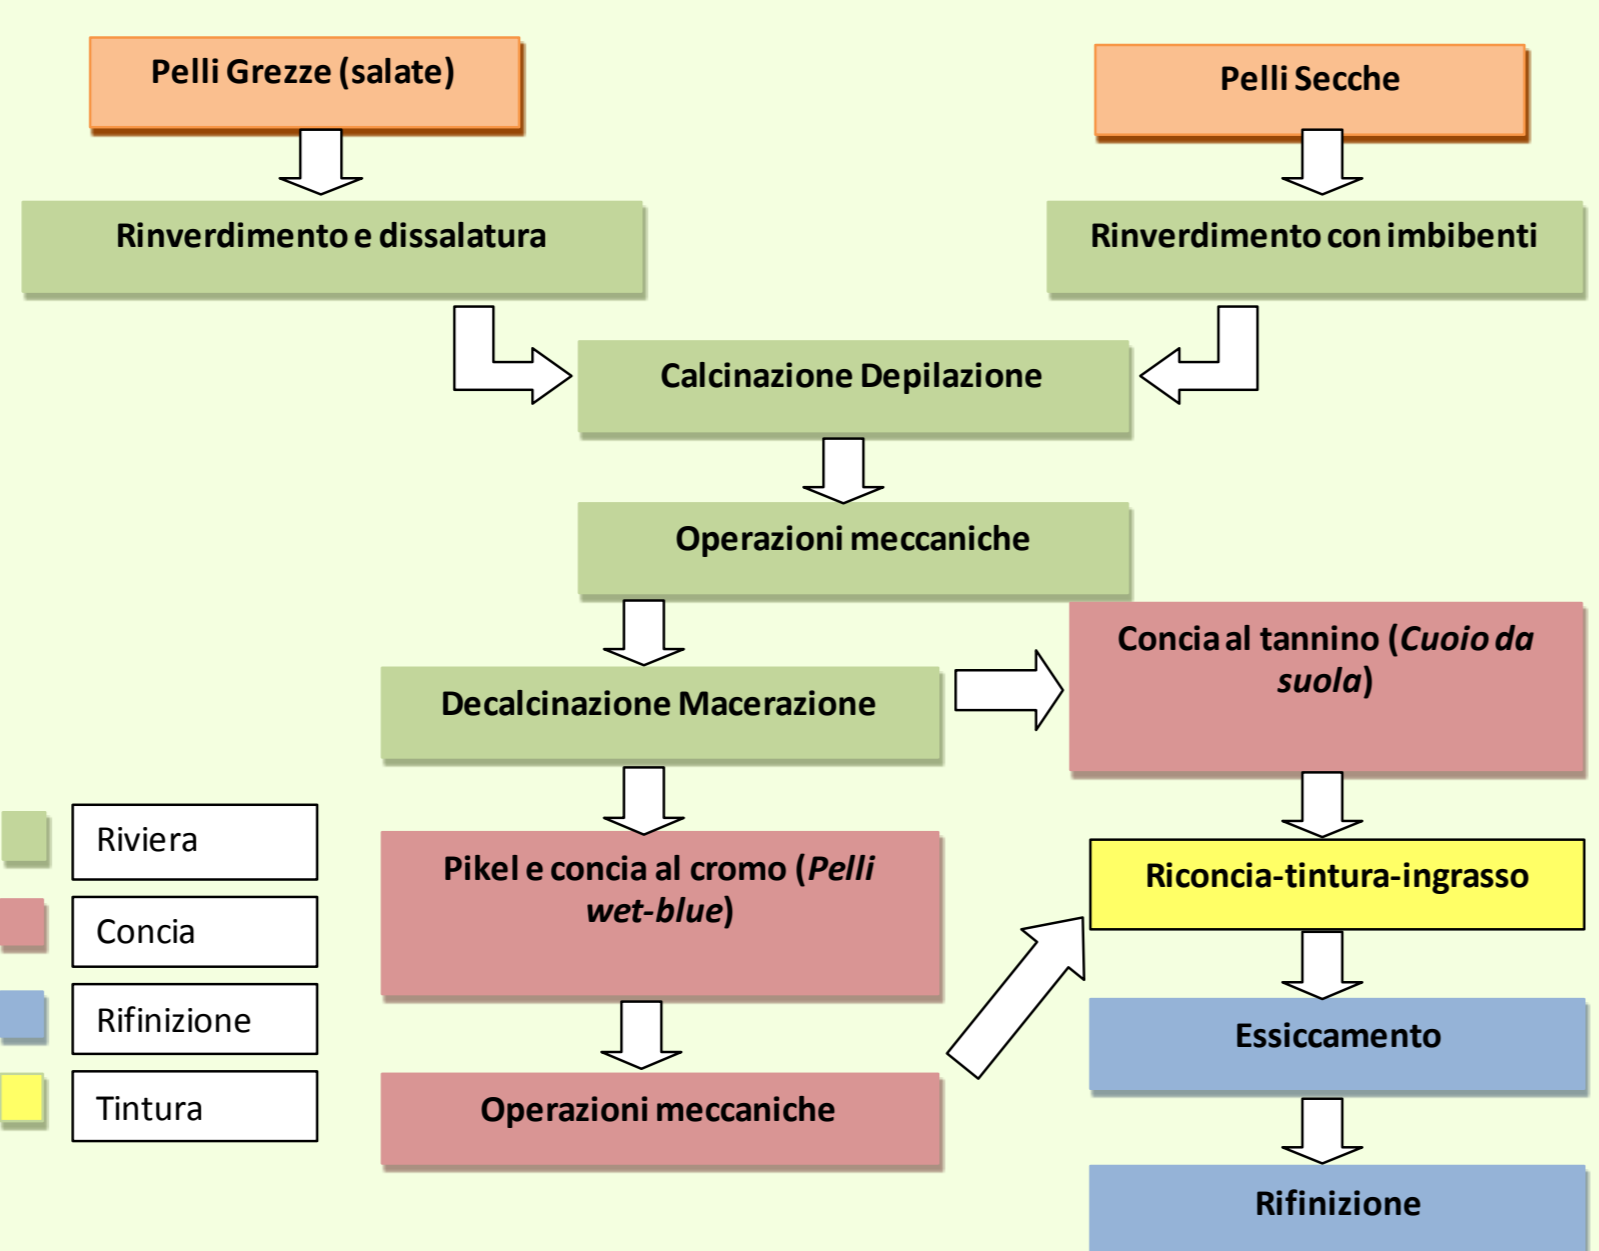 Pelli Grezze (salate)
Pelli Secche
Rinverdimento e dissalatura
Rinverdimento con imbibenti
Calcinazione Depilazione
Operazioni meccaniche
Concia al tannino (Cuoio da
suola)
Decalcinazione Macerazione
Pikel e concia al cromo (Pelli
wet-blue)
Riconcia-tintura-ingrasso
Essiccamento
Operazioni meccaniche
Rifinizione
Riviera
Concia
Rifinizione
Tintura